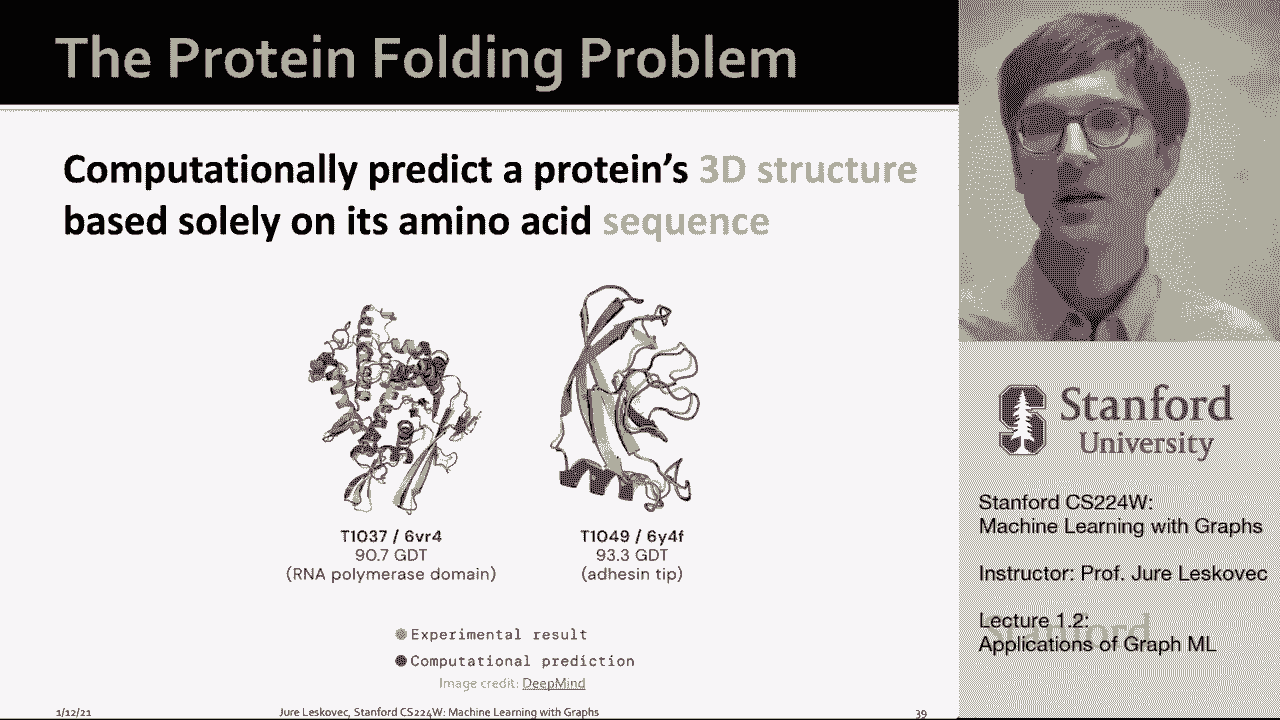 The Protein Folding Problem
Computationally predict a protein's 3D structure
based solely on its amino acid sequence
T1037 / 6vr4
90.7 GDT
(RNA polymerase domain)
T1049 / 6y4f
93.3 GDT
(adhesin tip)
Experimental result
Computational prediction
Image credit: DeepMind
1/12/21
Jure Leskovec, Stanford CS224W: Machine Learning with Graphs
39
Stanford
University
Stanford CS224W:
Machine Learning with Graphs
Instructor: Prof. Jure Leskovec
Lecture 1.2:
Applications of Graph ML
Stanford